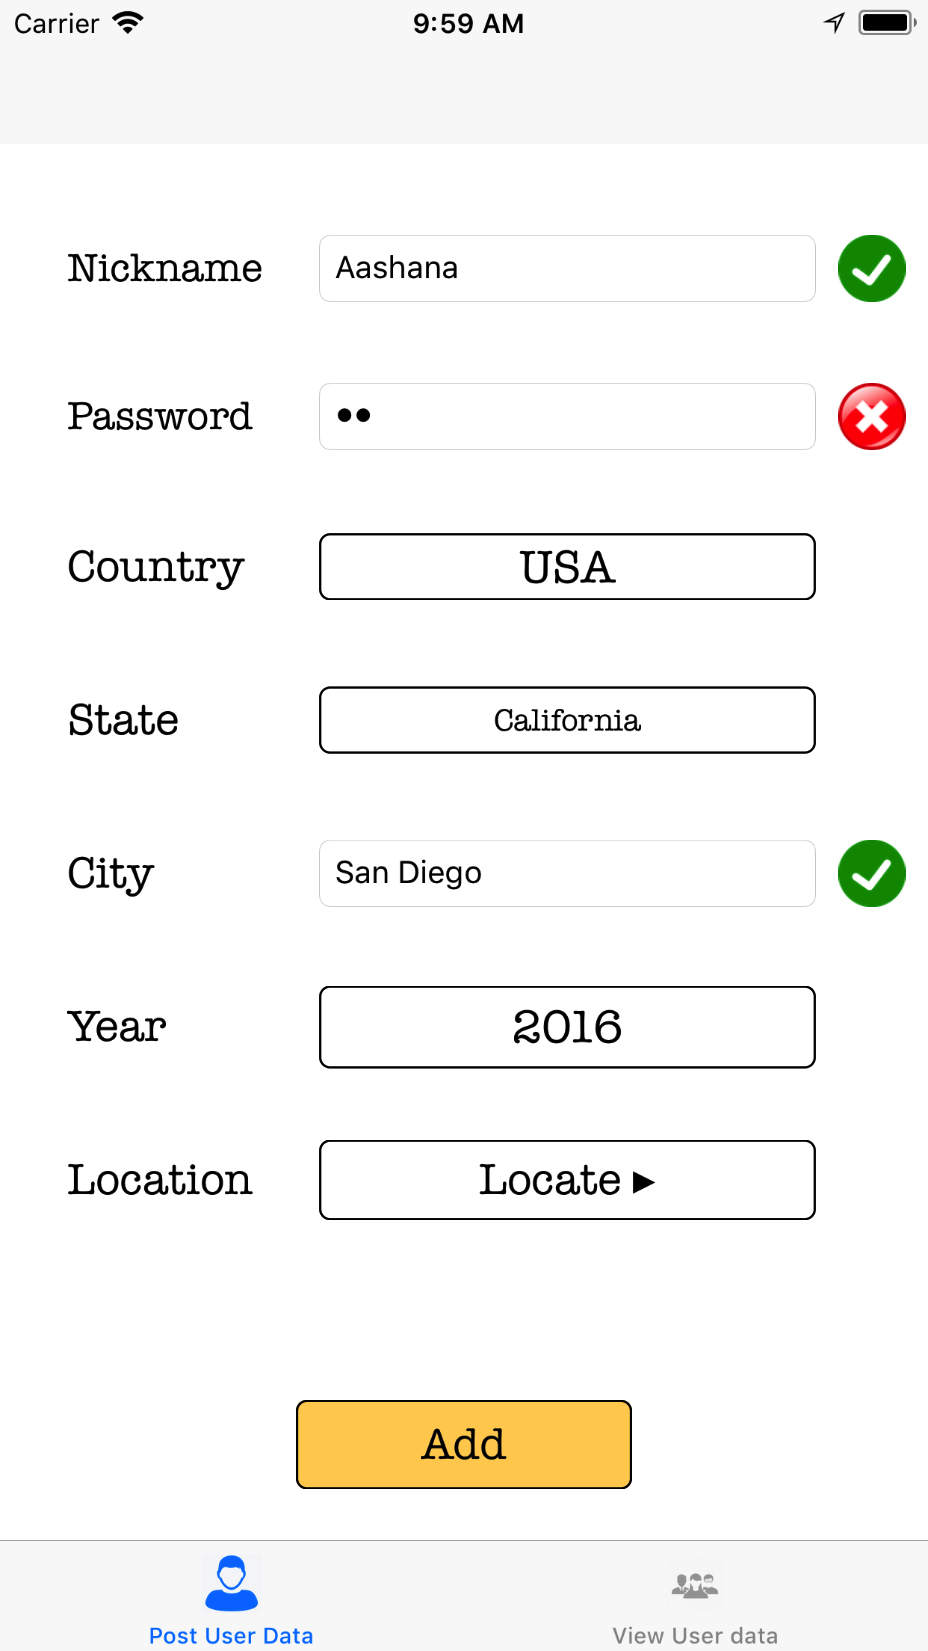 Carrier 9:59 AM
Nickname Aashana
Password ••
Country USA
State California
City San Diego
Year 2016
Location Locate ▶
Add
Post User Data View User data